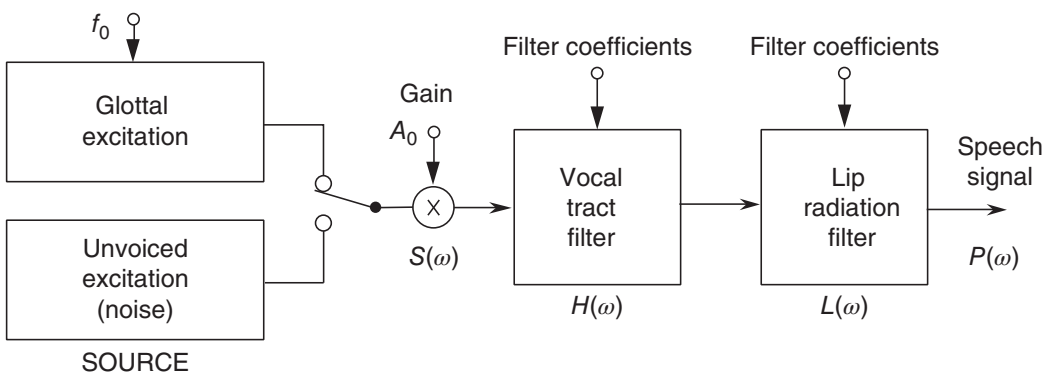 f0
Filter coefficients
Filter coefficients
Glottal
excitation
Gain
A0
X
Vocal
tract
filter
Lip
radiation
filter
Speech
signal
Unvoiced
excitation
(noise)
S(ω)
P(ω)
H(ω)
L(ω)
SOURCE